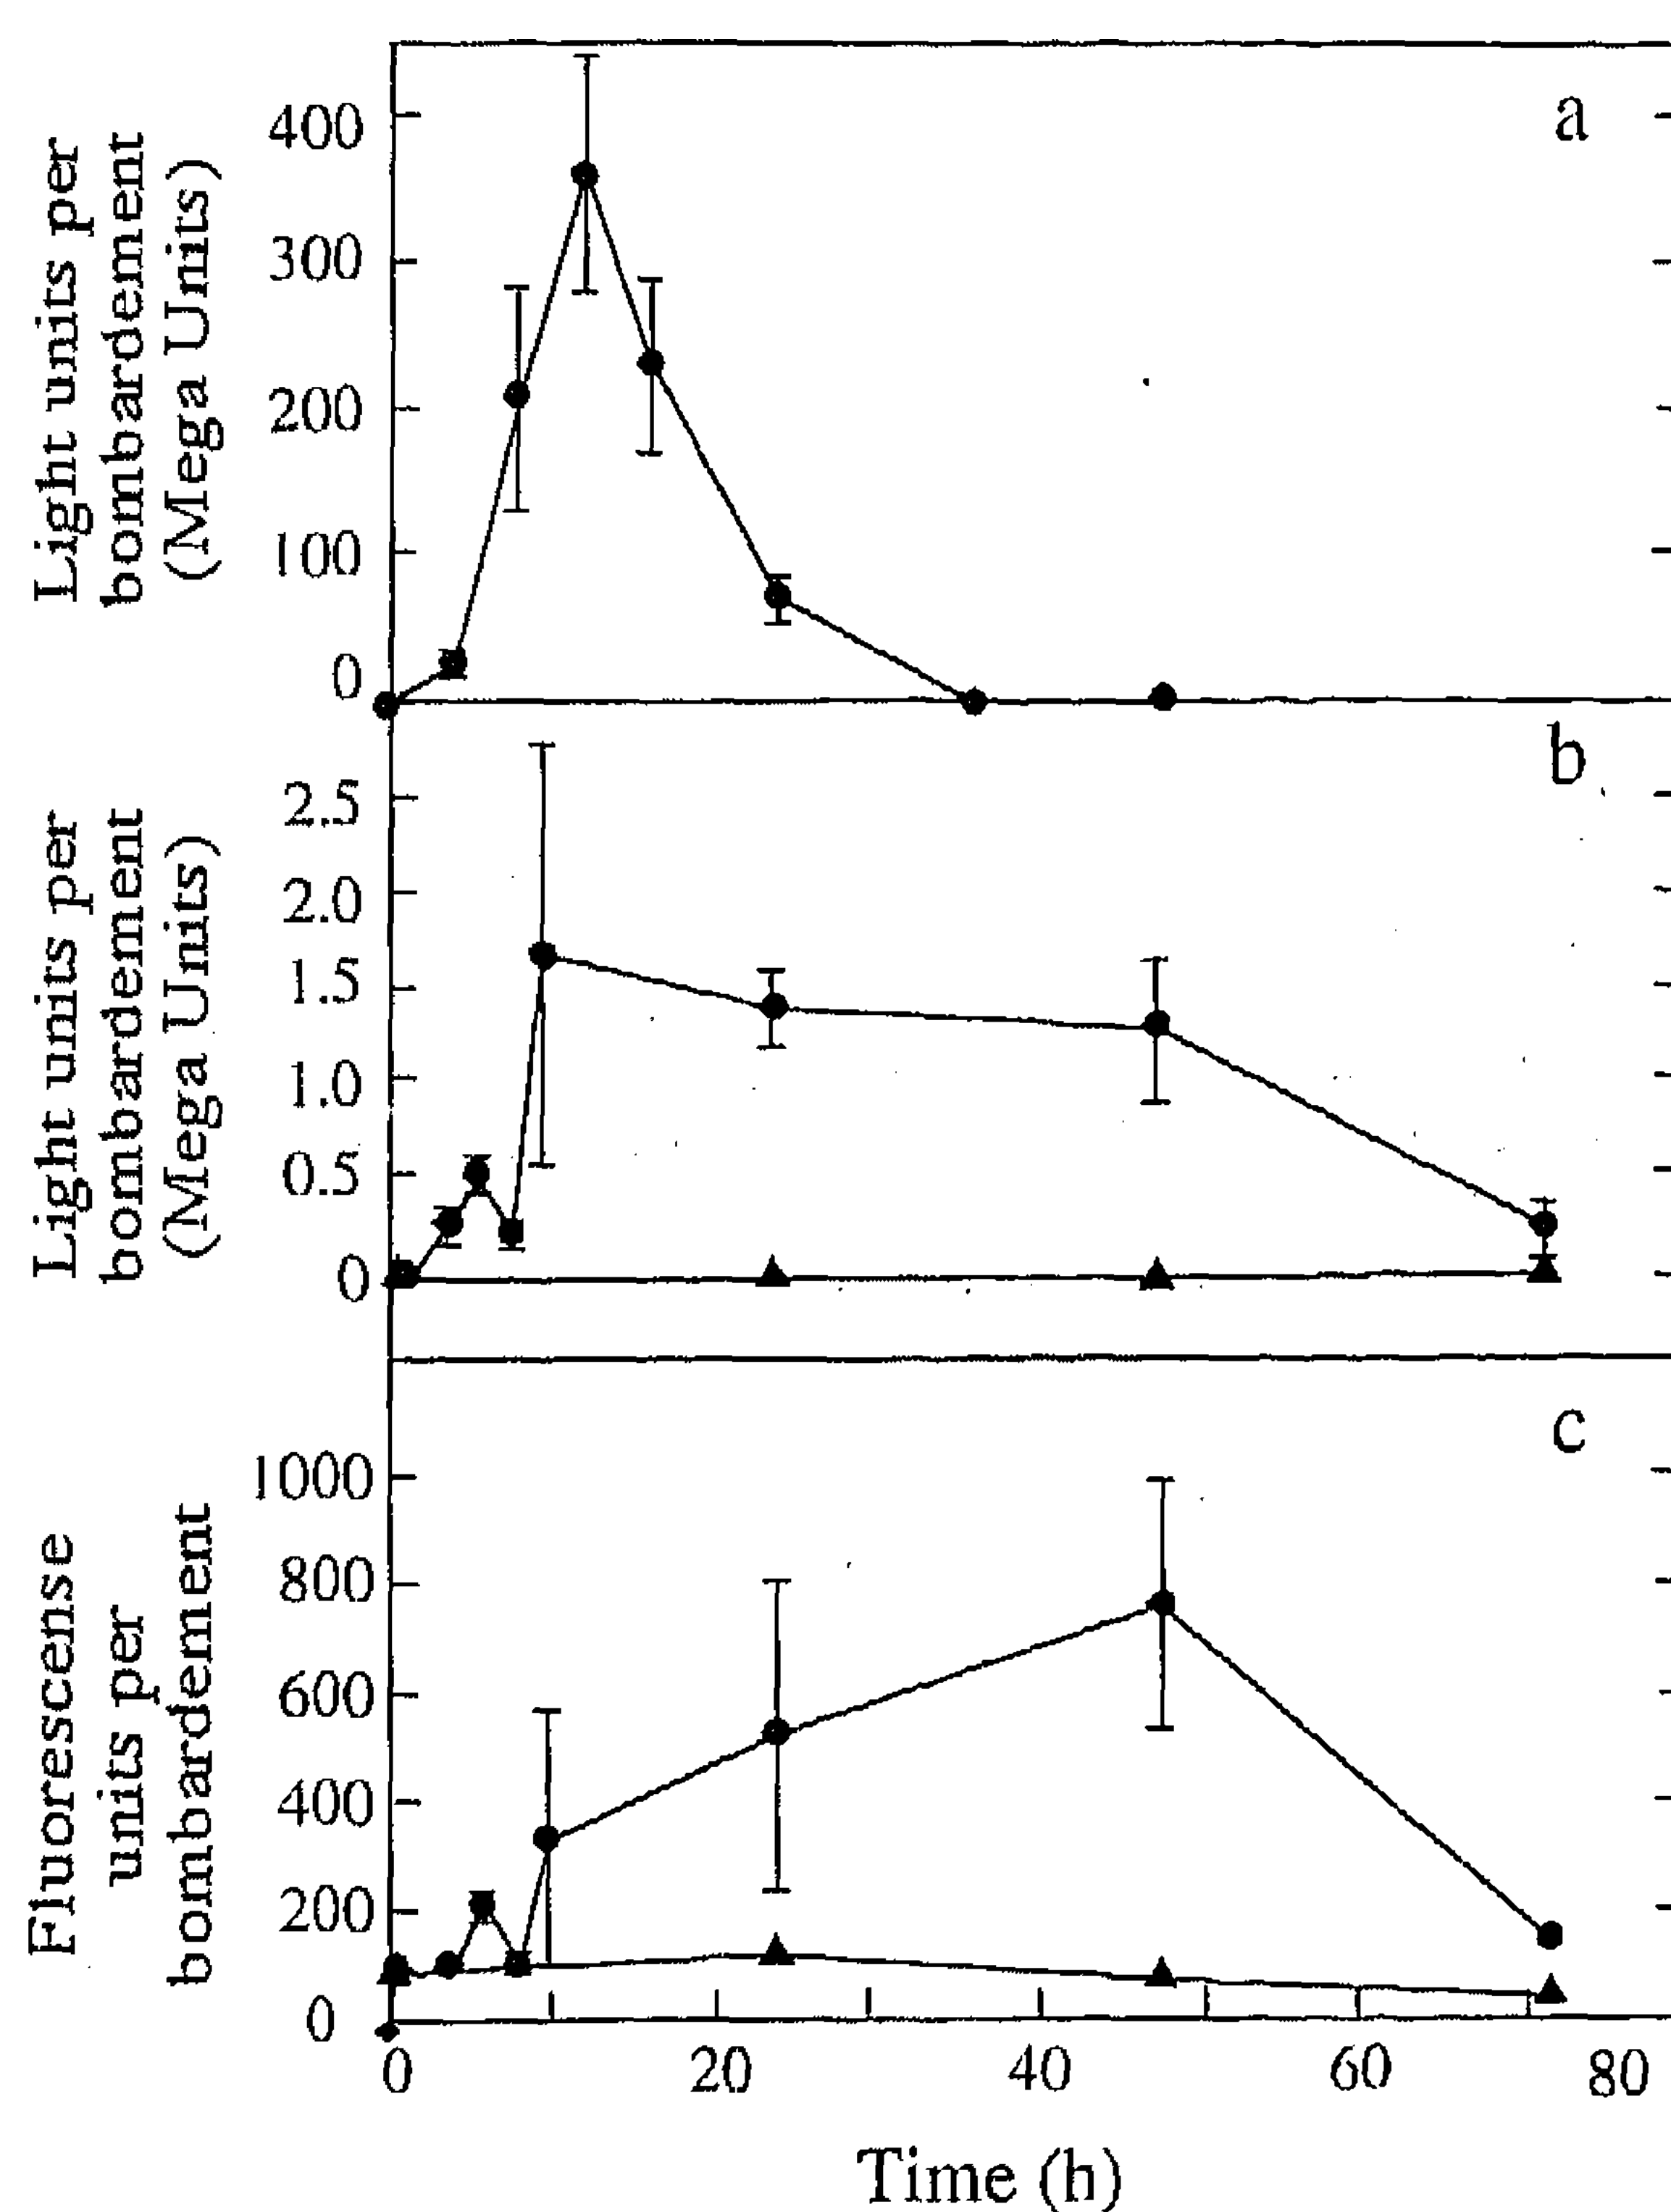 a
Light units per
bombardement
(Mega Units)
400
300
200
100
0
b
Light units per
bombardement
(Mega Units)
2.5
2.0
1.5
1.0
0.5
0
c
Fluorescense
units per
bombardement
1000
800
600
400
200
0
0 20 40 60 80
Time (h)